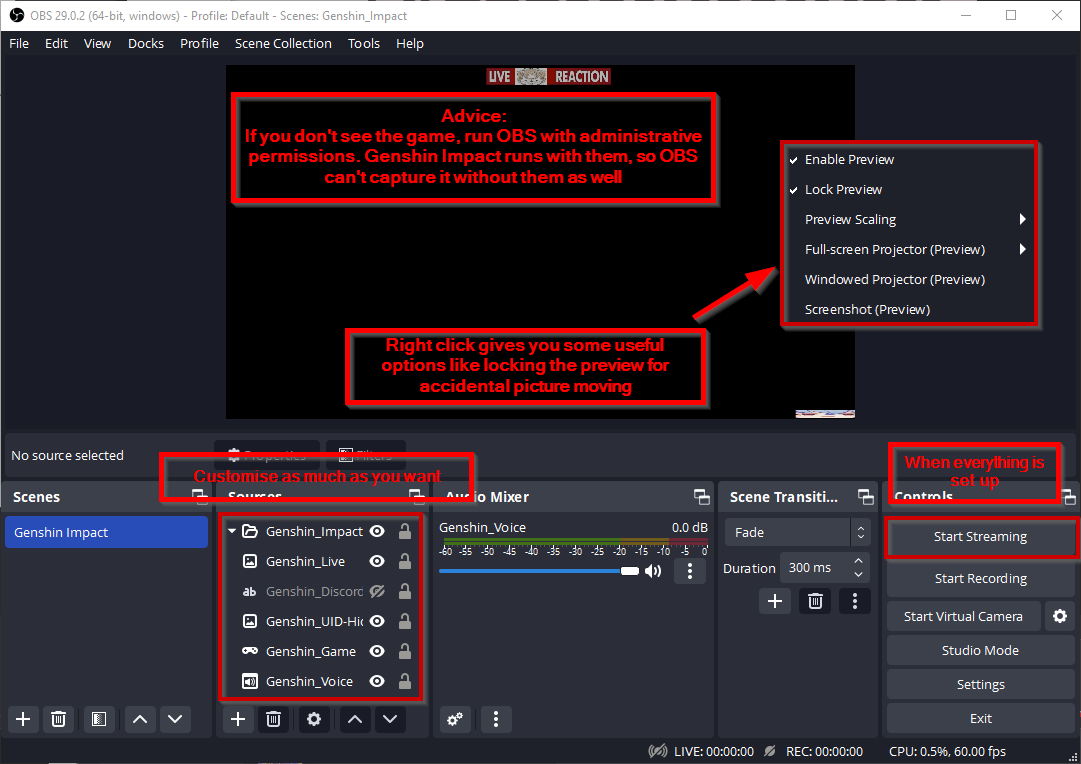 OBS 29.0.2 (64-bit, windows) - Profile: Default - Scenes: Genshin_Impact
File Edit View Docks Profile Scene Collection Tools Help
LIVE REACTION
Advice:
If you don't see the game, run OBS with administrative
permissions. Genshin Impact runs with them, so OBS
can't capture it without them as well
Enable Preview
Lock Preview
Preview Scaling
Full-screen Projector (Preview)
Windowed Projector (Preview)
Screenshot (Preview)
Right click gives you some useful
options like locking the preview for
accidental picture moving
No source selected
Properties
Filters
Customise as much as you want
When everything is
set up
Scenes
Sources
Audio Mixer
Scene Transiti...
Controls
Genshin Impact
Genshin_Impact
Genshin_Live
ab Genshin_Discord
Genshin_UID-Hid
Genshin_Game
Genshin_Voice
Genshin_Voice 0.0 dB
-60 -55 -50 -45 -40 -35 -30 -25 -20 -15 -10 -5 0
Fade
Duration 300 ms
Start Streaming
Start Recording
Start Virtual Camera
Studio Mode
Settings
Exit
LIVE: 00:00:00 REC: 00:00:00 CPU: 0.5%, 60.00 fps